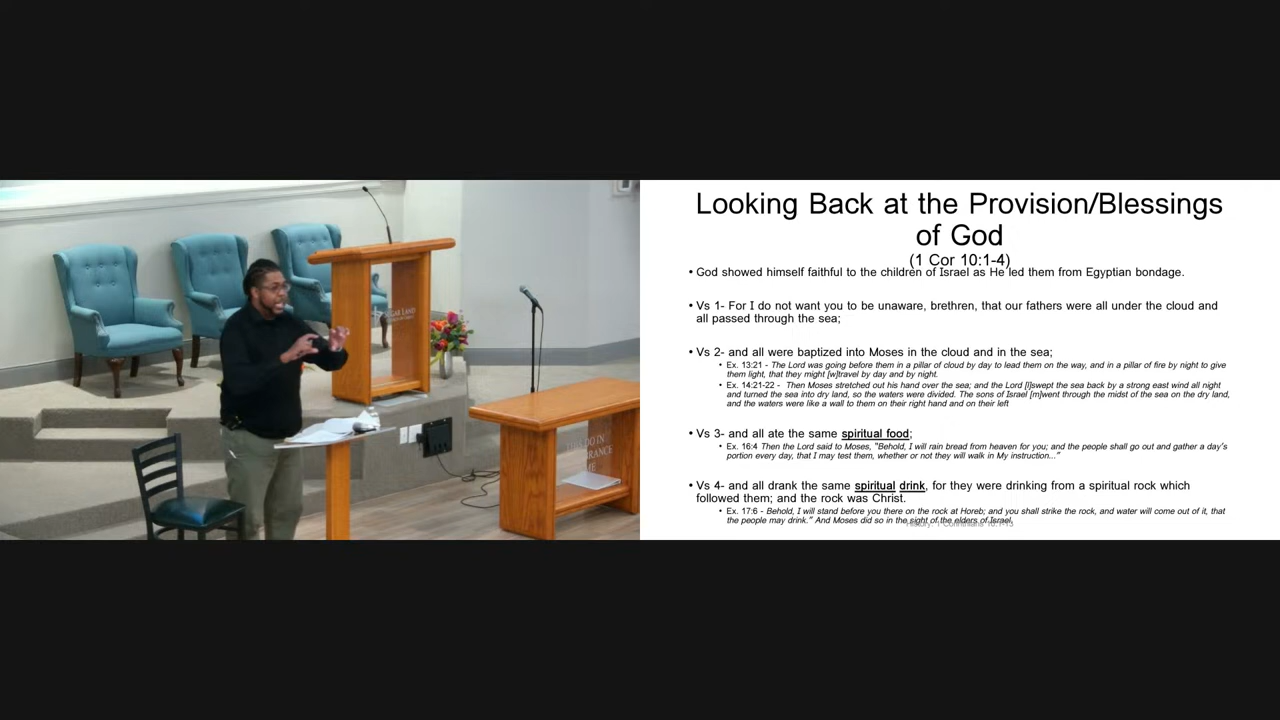 Looking Back at the Provision/Blessings
of God
(1 Cor 10:1-4)
• God showed himself faithful to the children of Israel as He led them from Egyptian bondage.
• Vs 1- For I do not want you to be unaware, brethren, that our fathers were all under the cloud and
all passed through the sea;
• Vs 2- and all were baptized into Moses in the cloud and in the sea;
• Ex. 13:21 - The Lord was going before them in a pillar of cloud by day to lead them on the way, and in a pillar of fire by night to give
them light, that they might [w]travel by day and by night.
• Ex. 14:21-22 - Then Moses stretched out his hand over the sea; and the Lord [l]swept the sea back by a strong east wind all night
and turned the sea into dry land, so the waters were divided. The sons of Israel [m]went through the midst of the sea on the dry land,
and the waters were like a wall to them on their right hand and on their left
• Vs 3- and all ate the same spiritual food;
• Ex. 16:4 Then the Lord said to Moses, "Behold, I will rain bread from heaven for you; and the people shall go out and gather a day's
portion every day, that I may test them, whether or not they will walk in My instruction..."
• Vs 4- and all drank the same spiritual drink, for they were drinking from a spiritual rock which
followed them; and the rock was Christ.
• Ex. 17:6 - Behold, I will stand before you there on the rock at Horeb; and you shall strike the rock, and water will come out of it, that
the people may drink." And Moses did so in the sight of the elders of Israel.
SUGAR LAND
THIS DO IN